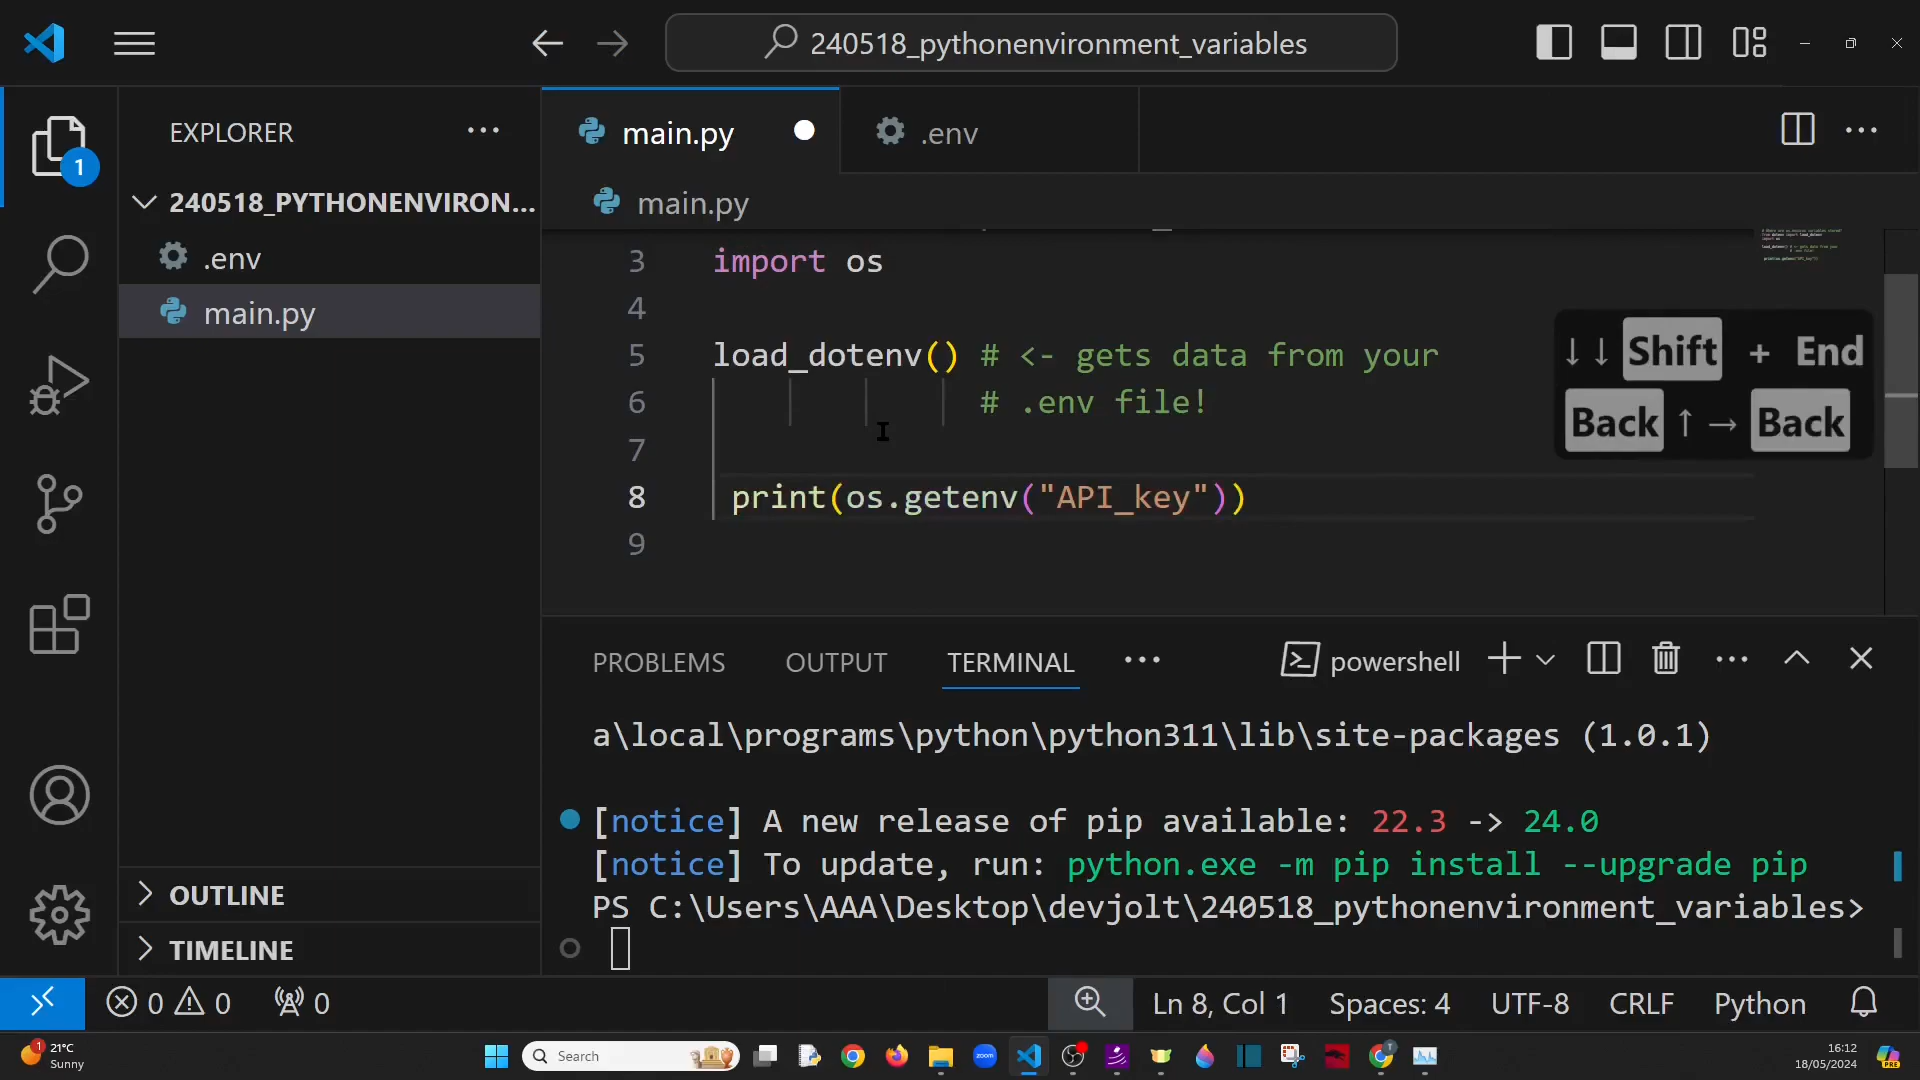 240518_pythonenvironment_variables
EXPLORER
main.py
.env
1
240518_PYTHONENVIRON...
main.py
.env
main.py
3 import os
4
5 load_dotenv() # <- gets data from your
6 # .env file!
7
8 print(os.getenv("API_key"))
9
↓↓ Shift + End
Back ↑ → Back
PROBLEMS OUTPUT TERMINAL
powershell
a\local\programs\python\python311\lib\site-packages (1.0.1)
[notice] A new release of pip available: 22.3 -> 24.0
[notice] To update, run: python.exe -m pip install --upgrade pip
PS C:\Users\AAA\Desktop\devjolt\240518_pythonenvironment_variables>
OUTLINE
TIMELINE
0 0 0
Ln 8, Col 1 Spaces: 4 UTF-8 CRLF Python
1
21°C
Sunny
Search
zoom
T
16:12
18/05/2024
PRE